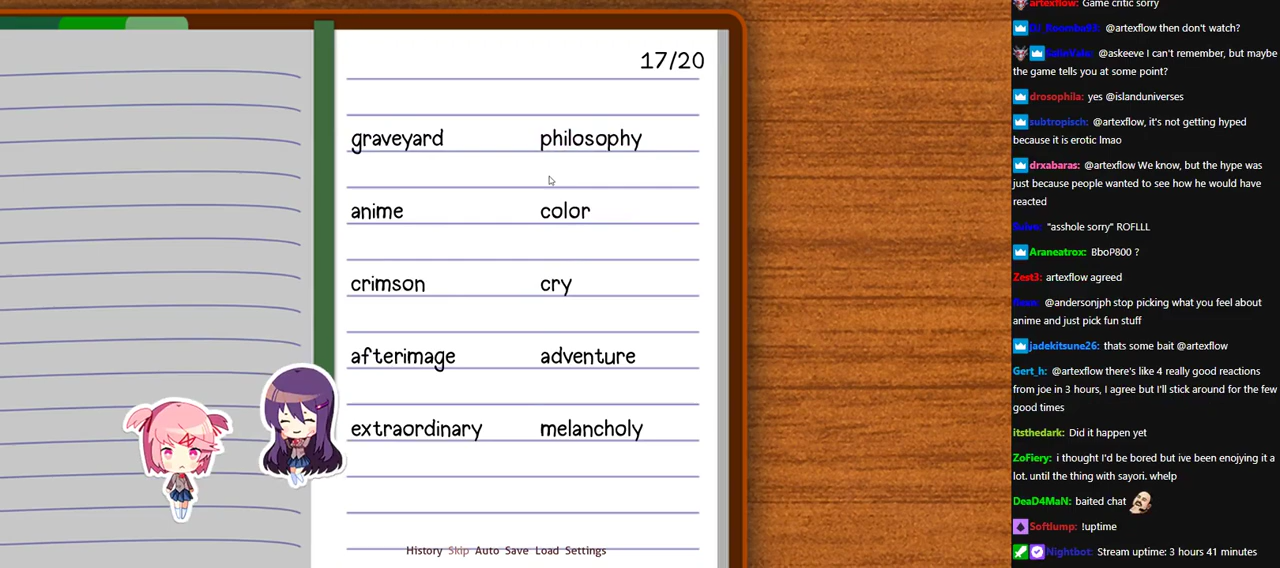 17/20
graveyard philosophy
anime color
crimson cry
afterimage adventure
extraordinary melancholy
History Skip Auto Save Load Settings
artexflow: Game critic sorry
@artexflow then don't watch?
@askeeve I can't remember, but maybe
the game tells you at some point?
drosophila: yes @islanduniverses
subtropisch: @artexflow, it's not getting hyped
because it is erotic lmao
drxabaras: @artexflow We know, but the hype was
just because people wanted to see how he would have
reacted
"asshole sorry" ROFLLL
Araneatrox: BboP800 ?
Zest3: artexflow agreed
@andersonjph stop picking what you feel about
anime and just pick fun stuff
jadekitsune26: thats some bait @artexflow
Gert_h: @artexflow there's like 4 really good reactions
from joe in 3 hours, I agree but I'll stick around for the few
good times
itsthedark: Did it happen yet
ZoFiery: i thought I'd be bored but ive been enojying it a
lot. until the thing with sayori. whelp
DeaD4MaN: baited chat
Softlump: !uptime
Nightbot: Stream uptime: 3 hours 41 minutes